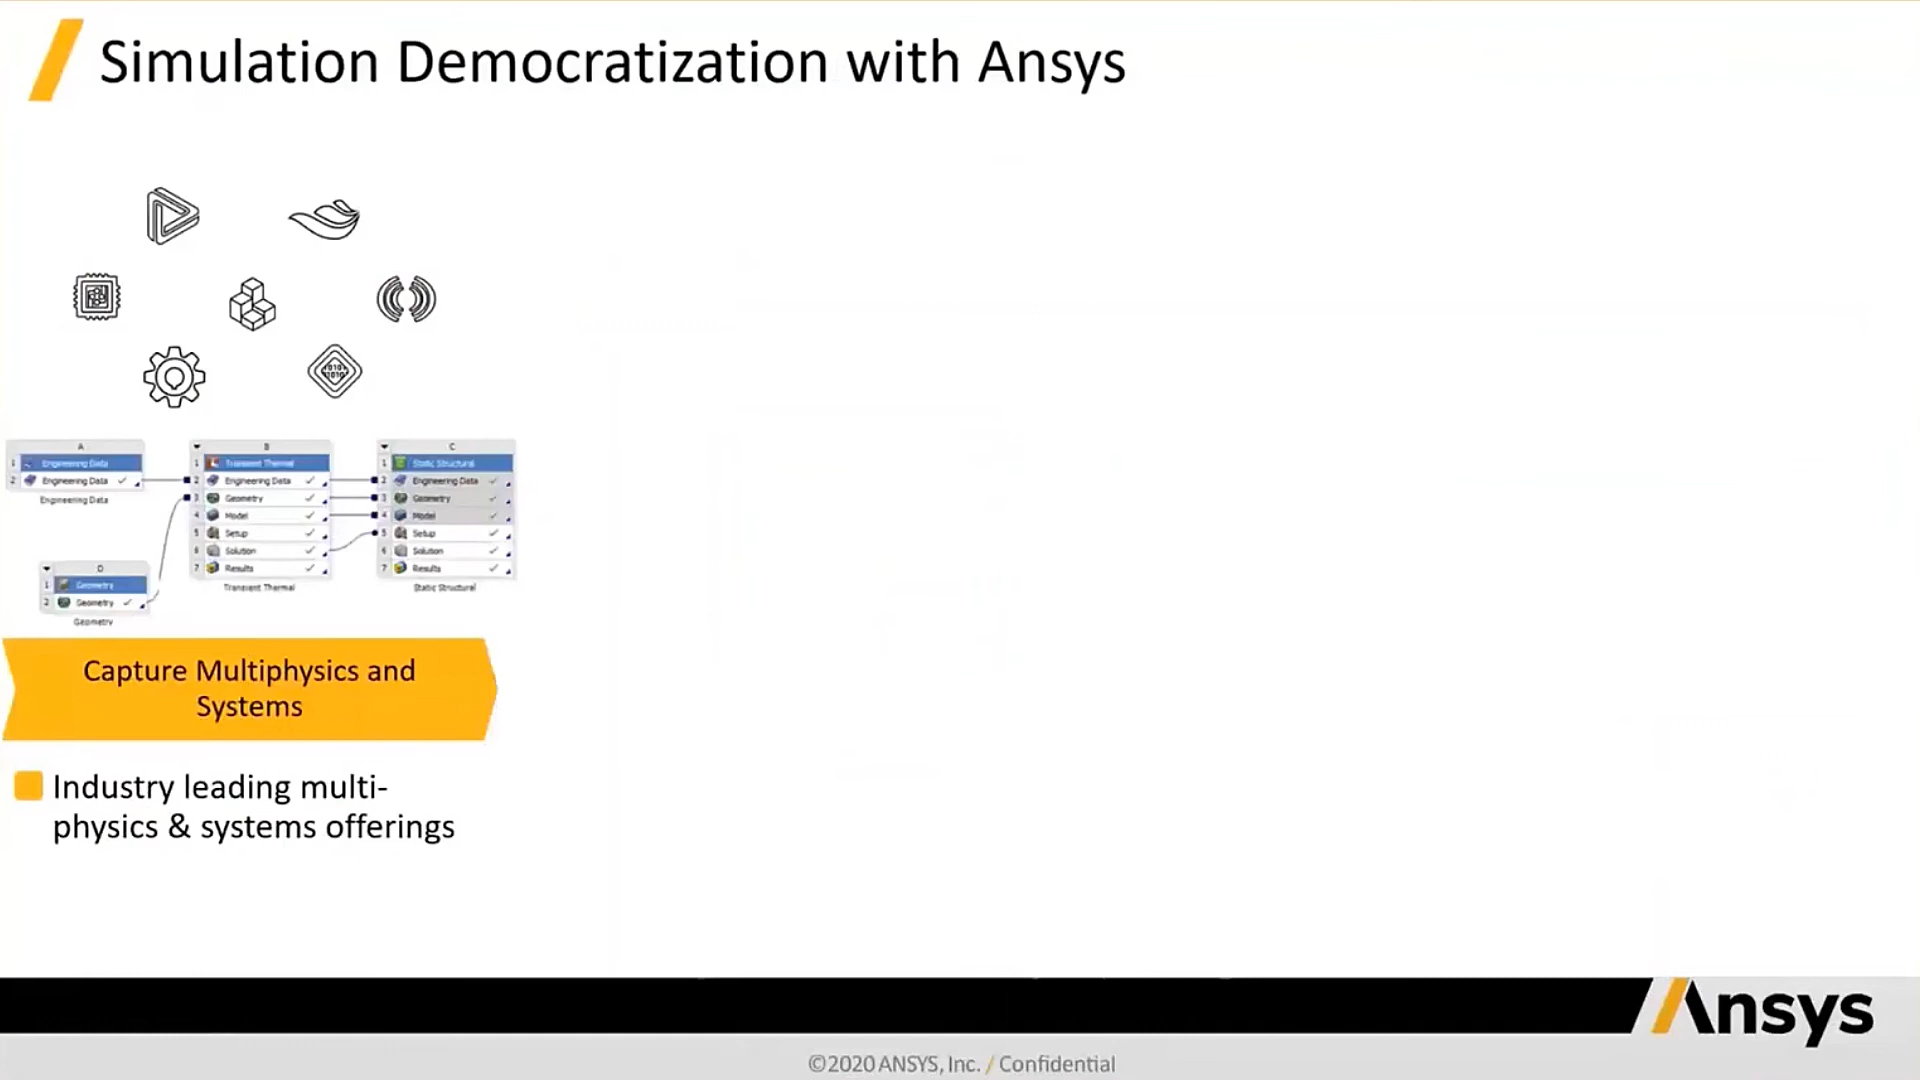 Simulation Democratization with Ansys
A
1 Engineering Data
2 Engineering Data
Engineering Data
B
1 Transient Thermal
2 Engineering Data
3 Geometry
4 Model
5 Setup
6 Solution
7 Results
Transient Thermal
C
1 Static Structural
2 Engineering Data
3 Geometry
4 Model
5 Setup
6 Solution
7 Results
Static Structural
D
1 Geometry
2 Geometry
Geometry
Capture Multiphysics and
Systems
Industry leading multi-
physics & systems offerings
Ansys
©2020 ANSYS, Inc. / Confidential